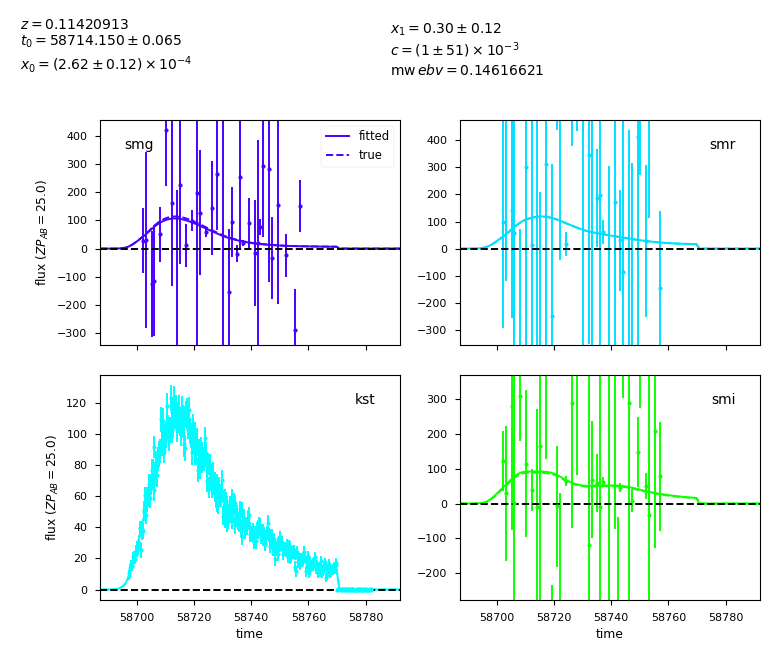 z = 0.11420913
t₀ = 58714.150 ± 0.065
x₀ = (2.62 ± 0.12) × 10⁻⁴
x₁ = 0.30 ± 0.12
c = (1 ± 51) × 10⁻³
mw ebv = 0.14616621
smg
fitted
true
flux (ZP_AB = 25.0)
400
300
200
100
0
−100
−200
−300
smr
400
300
200
100
0
−100
−200
−300
kst
flux (ZP_AB = 25.0)
120
100
80
60
40
20
0
58700 58720 58740 58760 58780
time
smi
300
200
100
0
−100
−200
58700 58720 58740 58760 58780
time